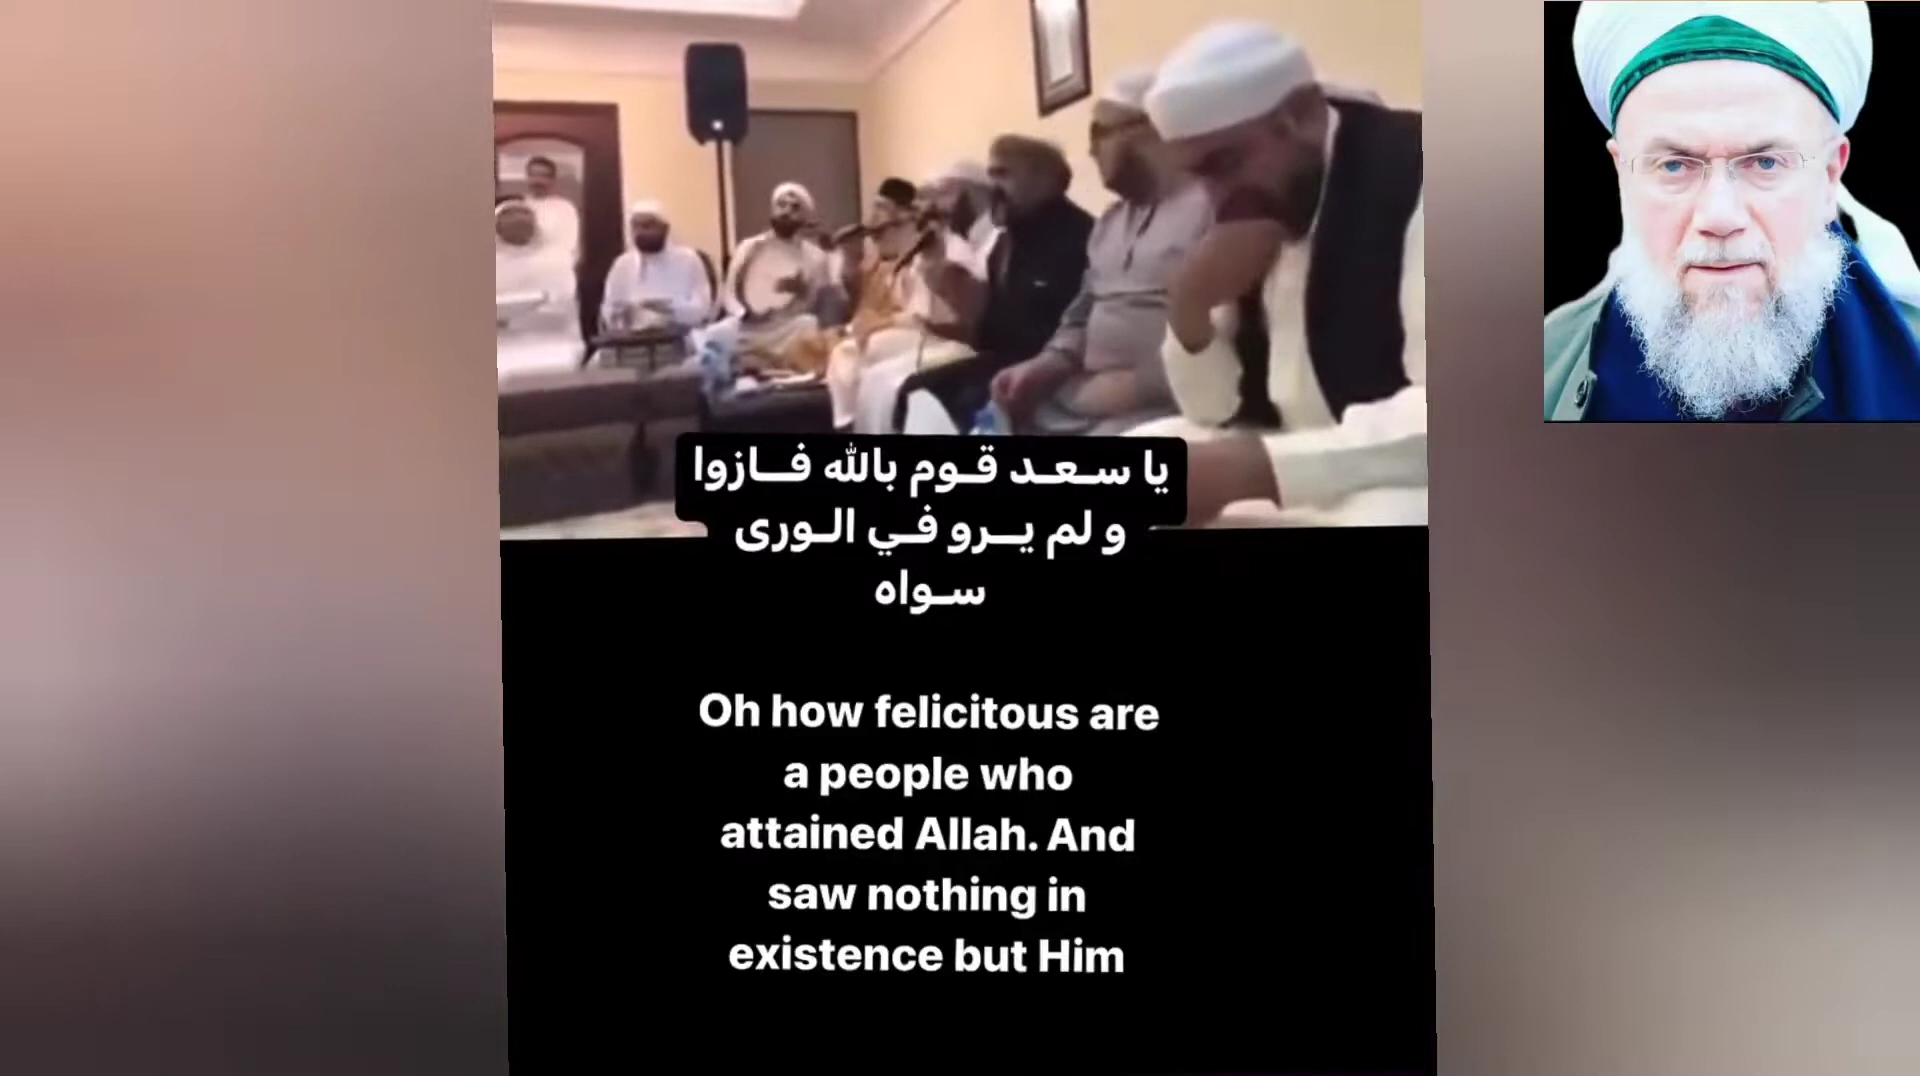 يا سعد قوم بالله فازوا
و لم يرو في الورى
سواه
Oh how felicitous are
a people who
attained Allah. And
saw nothing in
existence but Him